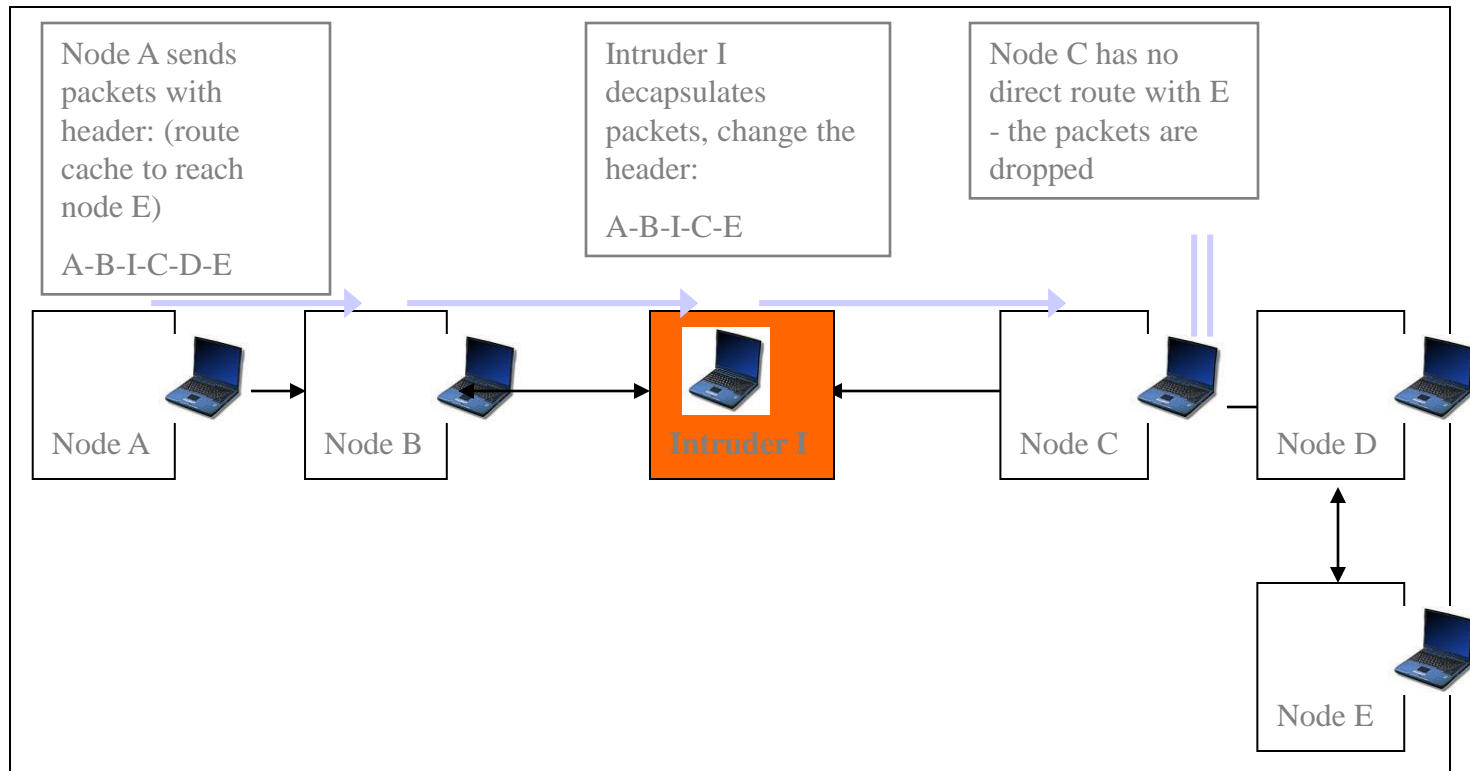 Node A sends
packets with
header: (route
cache to reach
node E)
A-B-I-C-D-E
Intruder I
decapsulates
packets, change the
header:
A-B-I-C-E
Node C has no
direct route with E
- the packets are
dropped
Node A
Node B
Intruder I
Node C
Node D
Node E